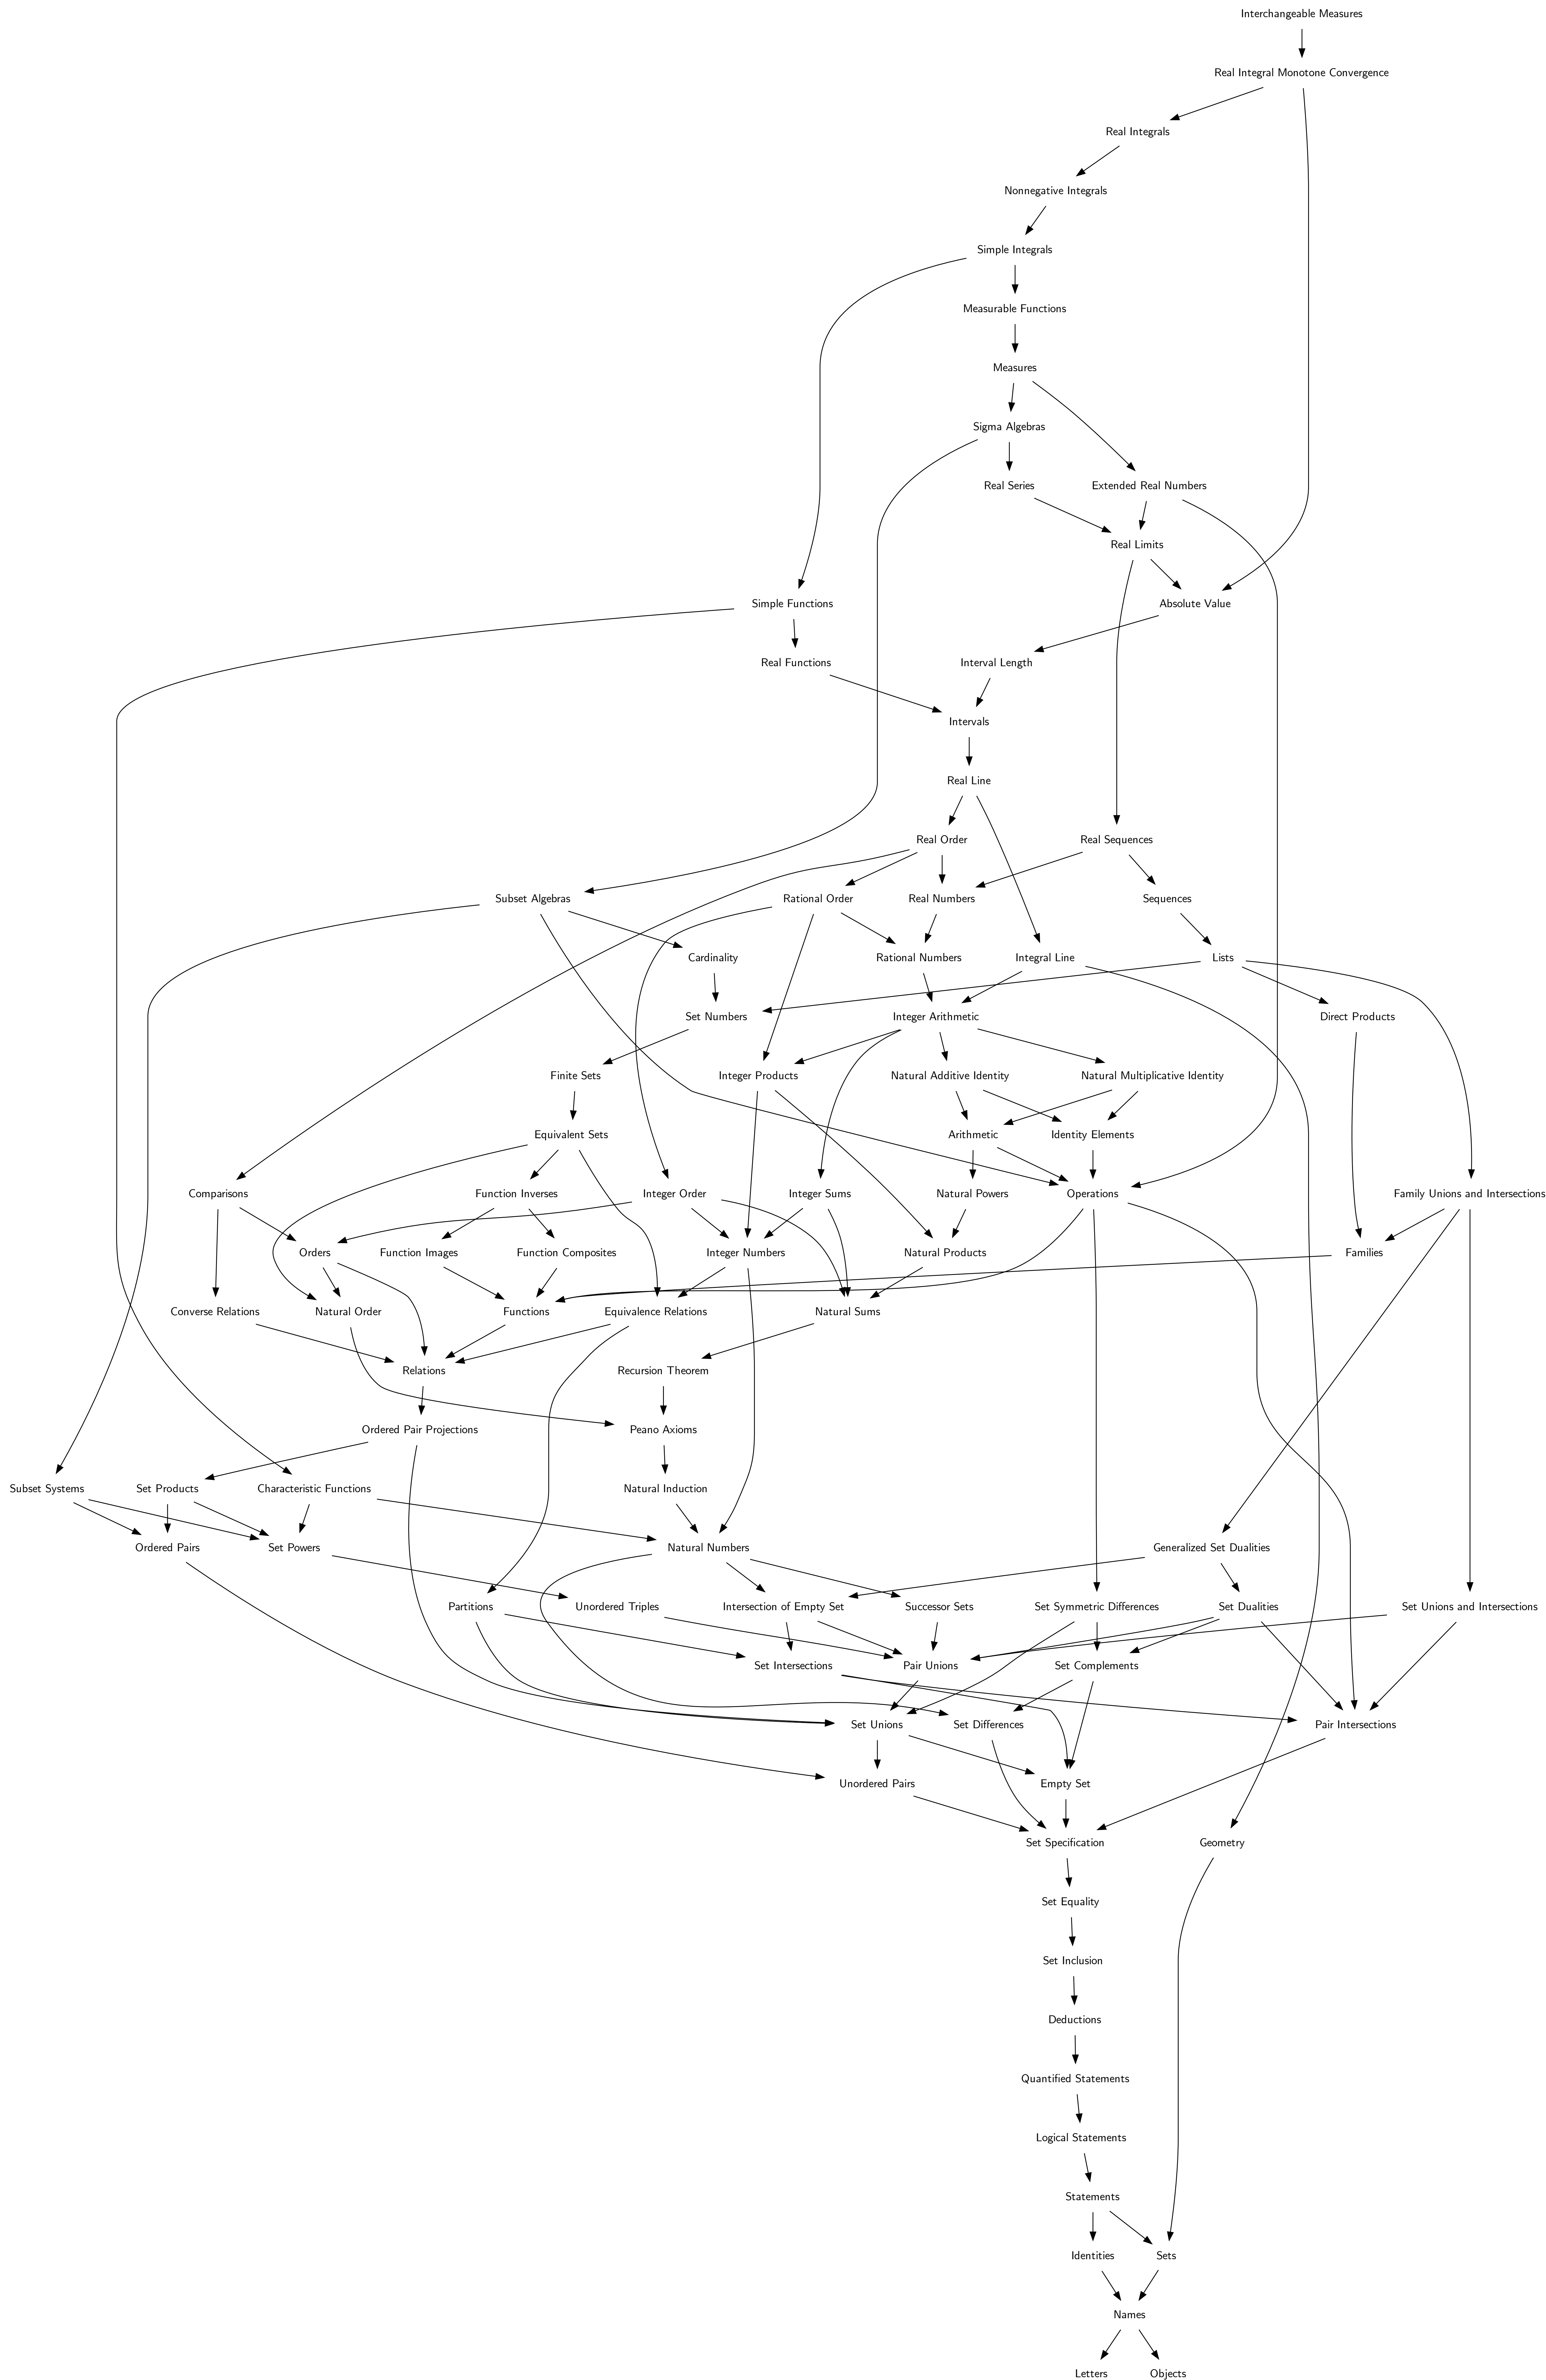 Interchangeable Measures
Real Integral Monotone Convergence
Real Integrals
Nonnegative Integrals
Simple Integrals
Measurable Functions
Measures
Sigma Algebras
Real Series
Extended Real Numbers
Real Limits
Simple Functions
Absolute Value
Real Functions
Interval Length
Intervals
Real Line
Real Order
Real Sequences
Subset Algebras
Rational Order
Real Numbers
Sequences
Cardinality
Rational Numbers
Integral Line
Lists
Set Numbers
Integer Arithmetic
Direct Products
Finite Sets
Integer Products
Natural Additive Identity
Natural Multiplicative Identity
Equivalent Sets
Arithmetic
Identity Elements
Comparisons
Function Inverses
Integer Order
Integer Sums
Natural Powers
Operations
Family Unions and Intersections
Orders
Function Images
Function Composites
Integer Numbers
Natural Products
Families
Converse Relations
Natural Order
Functions
Equivalence Relations
Natural Sums
Relations
Recursion Theorem
Ordered Pair Projections
Peano Axioms
Subset Systems
Set Products
Characteristic Functions
Natural Induction
Ordered Pairs
Set Powers
Natural Numbers
Generalized Set Dualities
Partitions
Unordered Triples
Intersection of Empty Set
Successor Sets
Set Symmetric Differences
Set Dualities
Set Unions and Intersections
Set Intersections
Pair Unions
Set Complements
Set Unions
Set Differences
Pair Intersections
Unordered Pairs
Empty Set
Set Specification
Geometry
Set Equality
Set Inclusion
Deductions
Quantified Statements
Logical Statements
Statements
Identities
Sets
Names
Letters
Objects